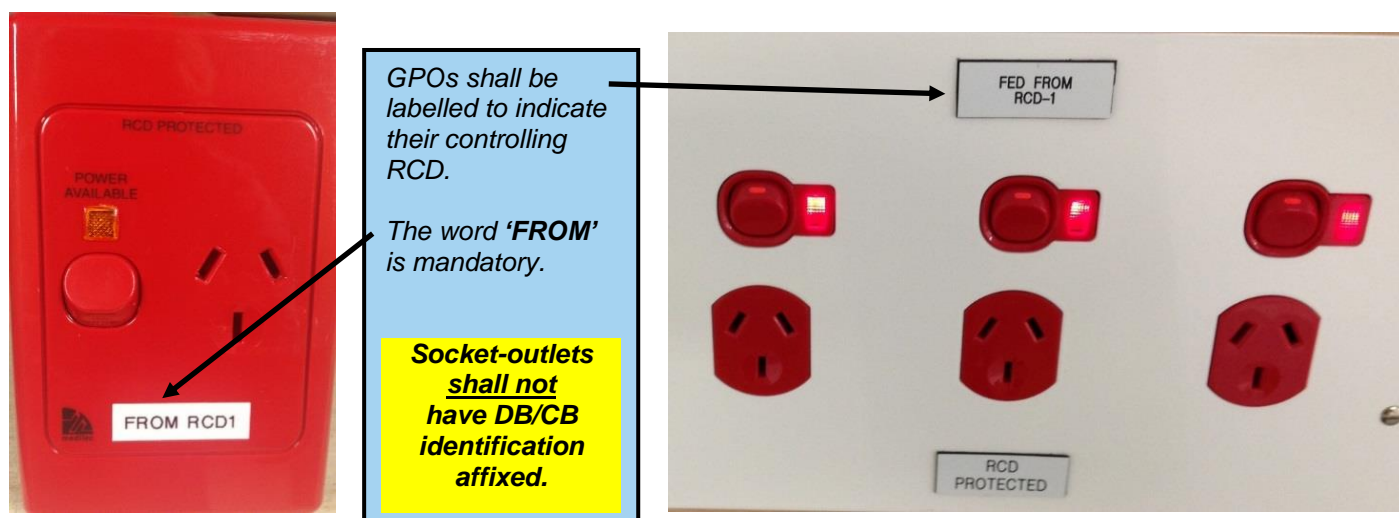 RCD PROTECTED
POWER
AVAILABLE
FROM RCD1
GPOs shall be
labelled to indicate
their controlling
RCD.
The word 'FROM'
is mandatory.
Socket-outlets
shall not
have DB/CB
identification
affixed.
FED FROM
RCD-1
RCD
PROTECTED